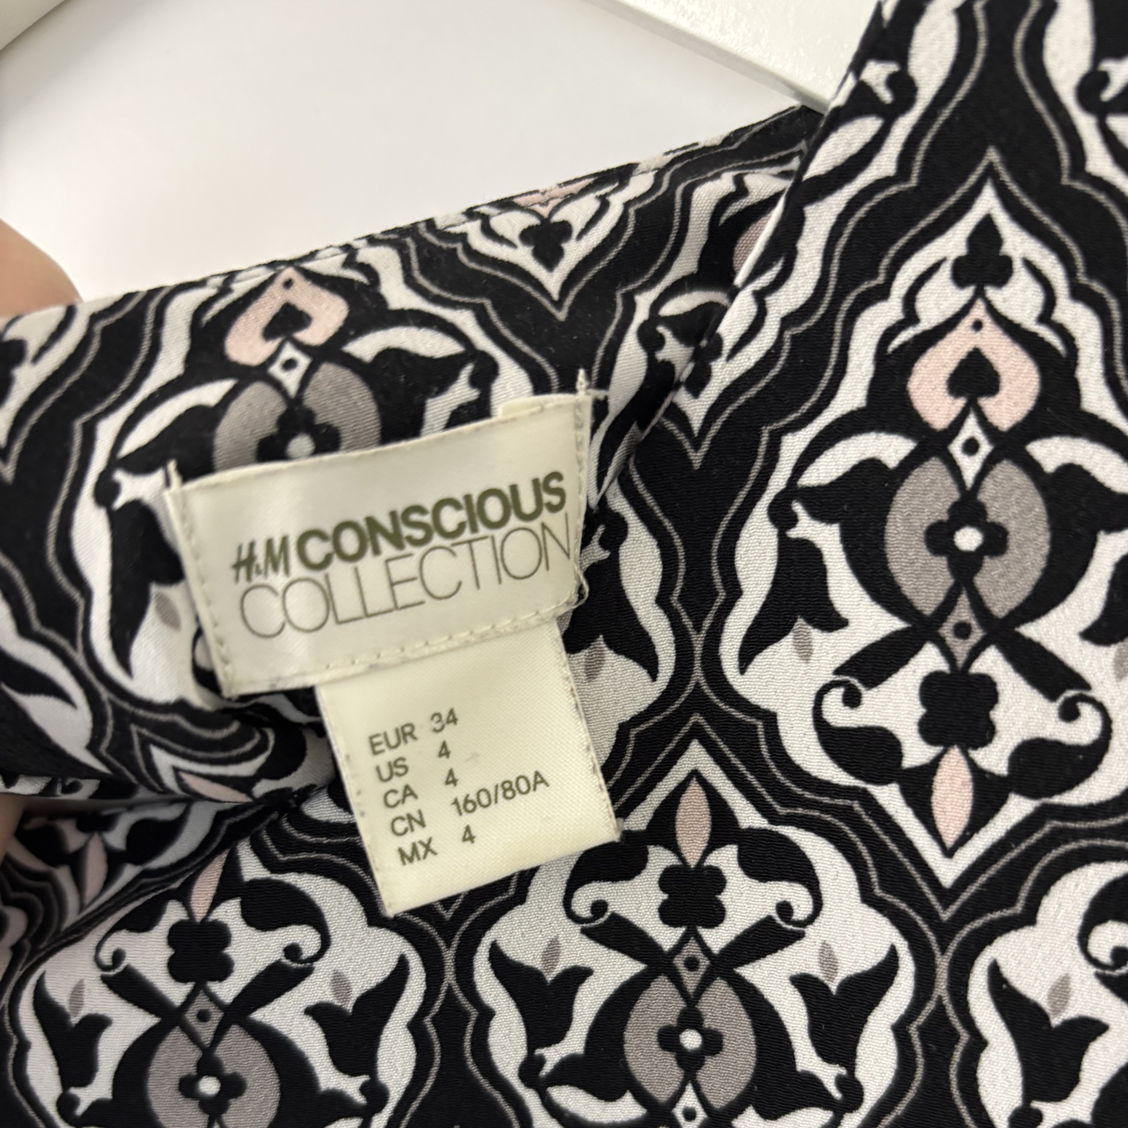 H&M CONSCIOUS
COLLECTION
EUR 34
US 4
CA 4
CN 160/80A
MX 4